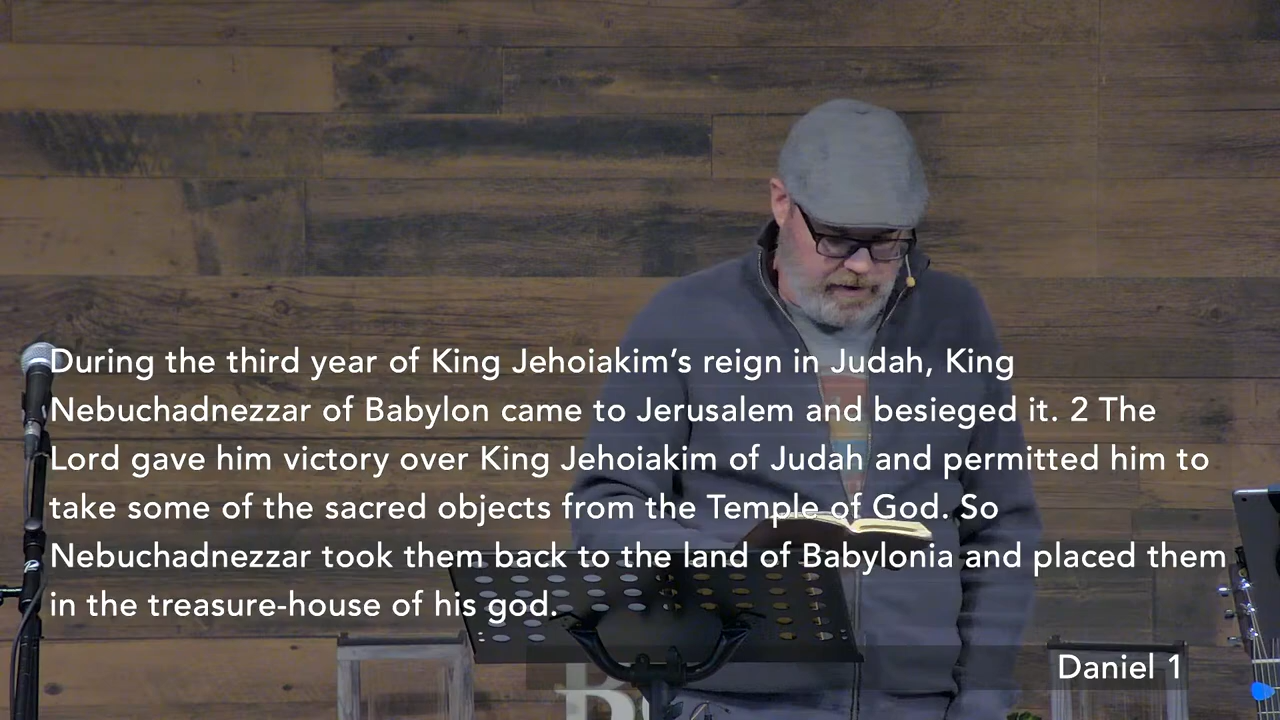 During the third year of King Jehoiakim’s reign in Judah, King
Nebuchadnezzar of Babylon came to Jerusalem and besieged it. 2 The
Lord gave him victory over King Jehoiakim of Judah and permitted him to
take some of the sacred objects from the Temple of God. So
Nebuchadnezzar took them back to the land of Babylonia and placed them
in the treasure-house of his god.
Daniel 1